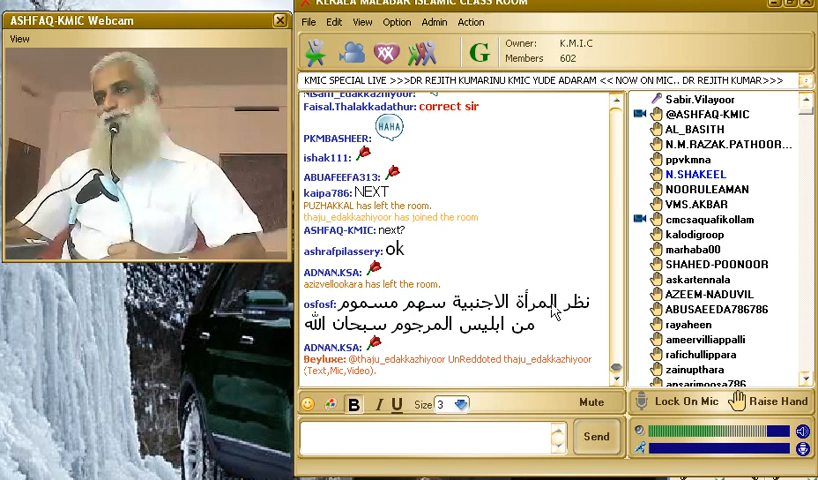 ASHFAQ-KMIC Webcam
View
KERALA MALABAR ISLAMIC CLASS ROOM
File Edit View Option Admin Action
G
Owner: K.M.I.C
Members 602
KMIC SPECIAL LIVE >>>DR REJITH KUMARINU KMIC YUDE ADARAM << NOW ON MIC.. DR REJITH KUMAR>>>
Nisam_Edakkazhiyoor:
Faisal.Thalakkadathur: correct sir
HAHA
PKMBASHEER:
ishak111:
ABUAFEEFA313:
kaipa786: NEXT
PUZHAKKAL has left the room.
thaju_edakkazhiyoor has joined the room
ASHFAQ-KMIC: next?
ashrafpilassery: ok
ADNAN.KSA:
azizvellookara has left the room.
osfosf: نظر المرأة الاجنبية سهم مسموم
من ابليس المرجوم سبحان الله
ADNAN.KSA:
Beyluxe: @thaju_edakkazhiyoor UnReddoted thaju_edakkazhiyoor
(Text,Mic,Video).
Sabir.Vilayoor
@ASHFAQ-KMIC
AL_BASITH
N.M.RAZAK.PATHOOR...
ppvkmna
N.SHAKEEL
NOORULEAMAN
VMS.AKBAR
cmcsaquafikollam
kalodigroop
marhaba00
SHAHED-POONOOR
askartennala
AZEEM-NADUVIL
ABUSAEEDA786786
rayaheen
ameervilliappalli
rafichullippara
zainupthara
ansarimoosa786
B I U Size 3 Mute
Lock On Mic Raise Hand
Send